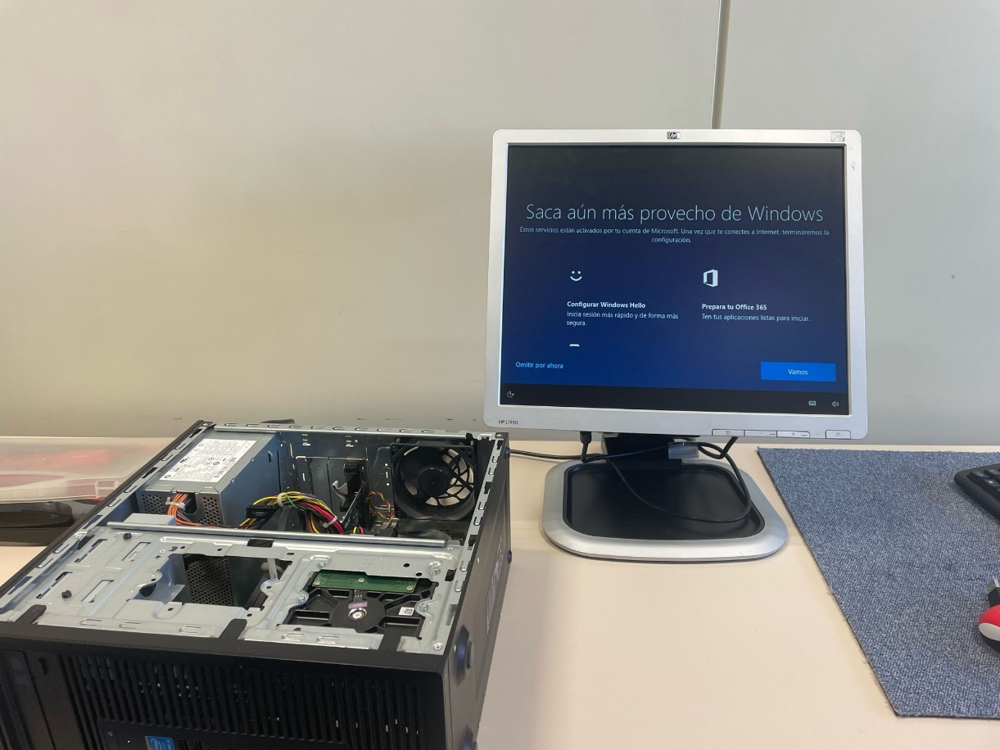 hp
Saca aún más provecho de Windows
Estos servicios están activados por tu cuenta de Microsoft. Una vez que te conectes a Internet, terminaremos la
configuración.
Configurar Windows Hello
Inicia sesión más rápido y de forma más
segura.
Prepara tu Office 365
Ten tus aplicaciones listas para iniciar.
Omitir por ahora
Vamos
HP L1950